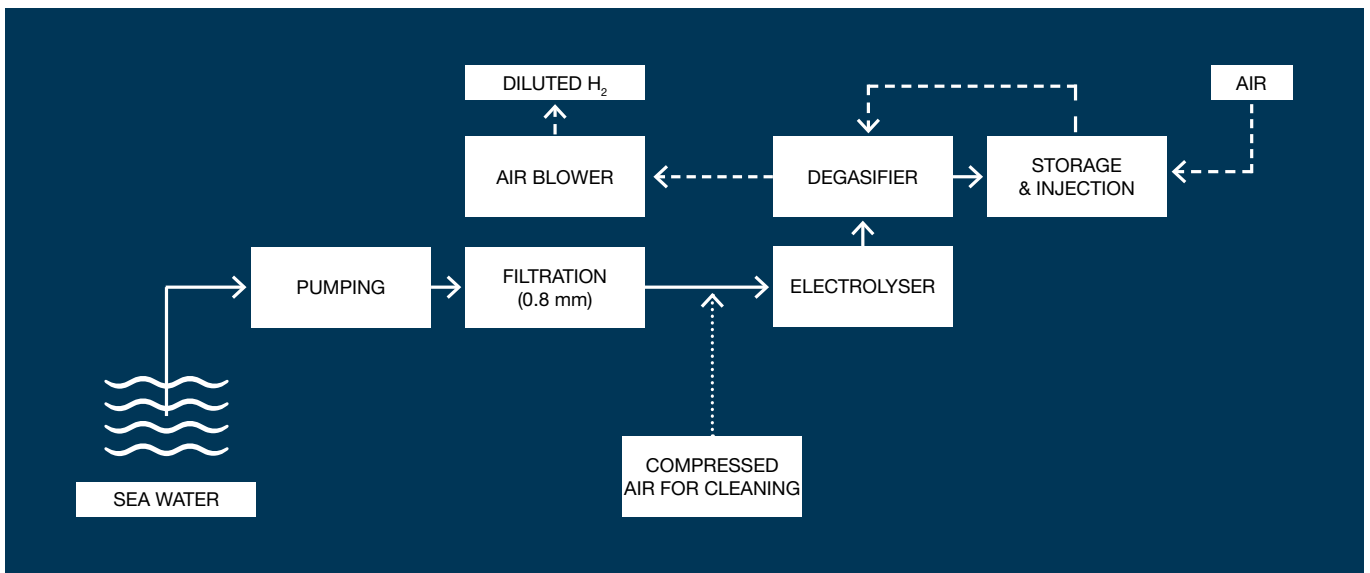 DILUTED H₂
AIR
AIR BLOWER
DEGASIFIER
STORAGE
& INJECTION
PUMPING
FILTRATION
(0.8 mm)
ELECTROLYSER
COMPRESSED
AIR FOR CLEANING
SEA WATER